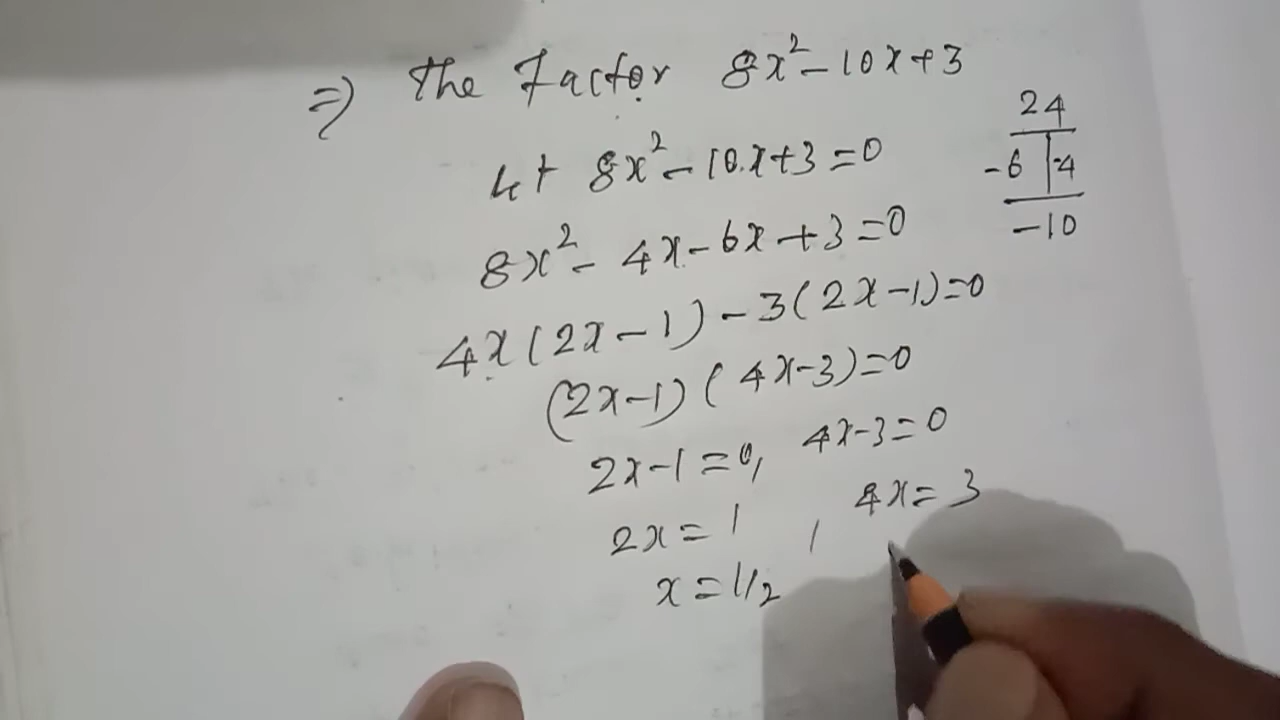 ⇒) The Factor 8x² - 10x + 3
Let 8x² - 10x + 3 = 0
24
-6 | -4
-10
8x² - 4x - 6x + 3 = 0
4x(2x - 1) - 3(2x - 1) = 0
(2x - 1)(4x - 3) = 0
2x - 1 = 0, 4x - 3 = 0
2x = 1 , 4x = 3
x = 1/2